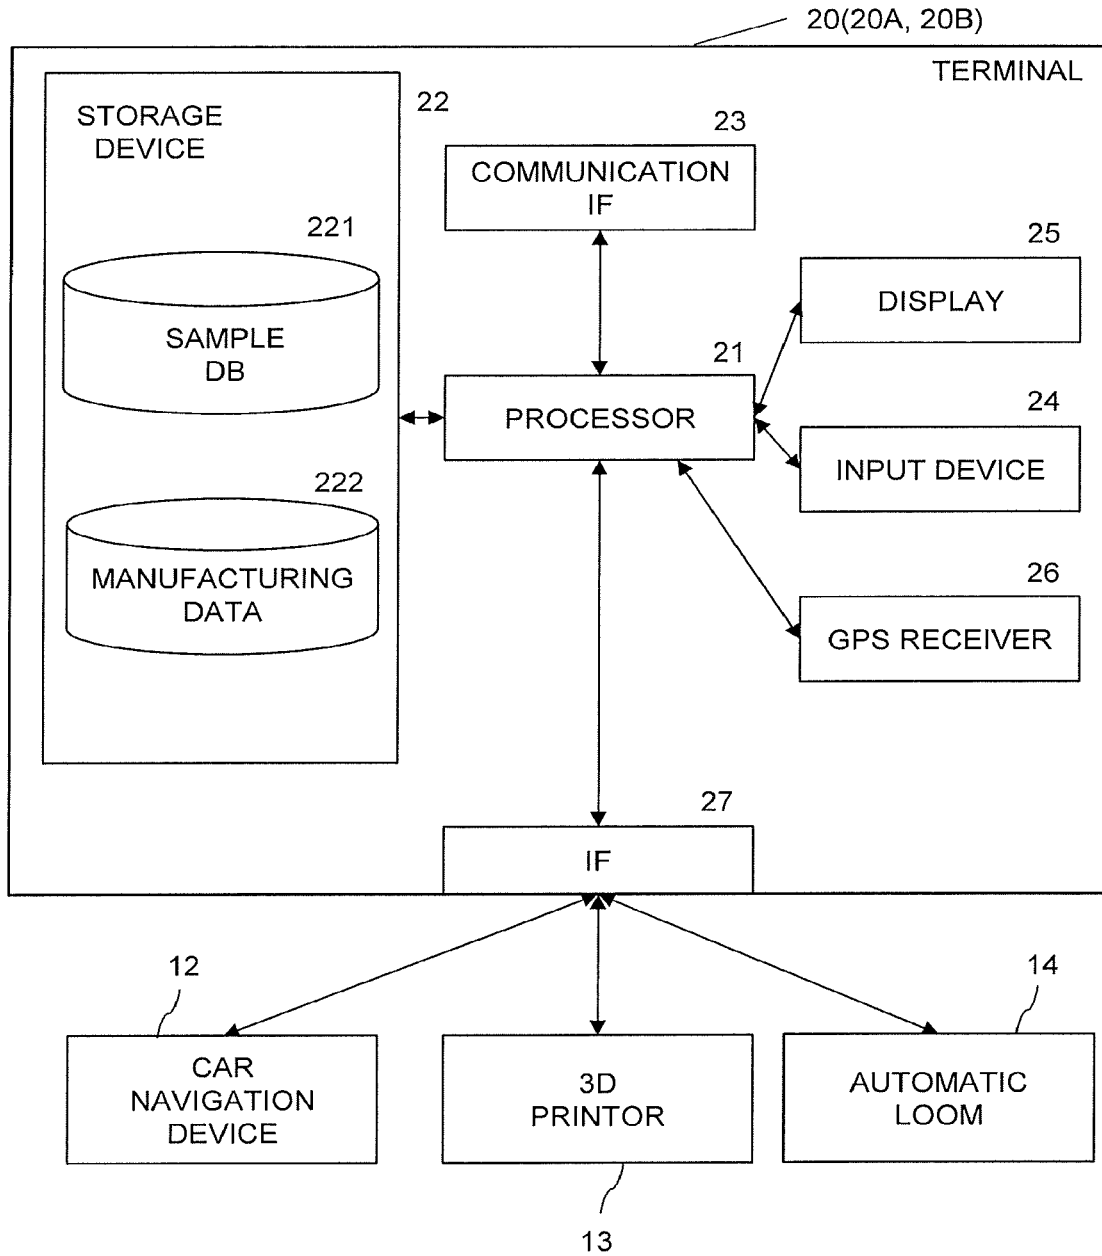 20(20A, 20B)
TERMINAL
STORAGE
DEVICE
22
23
COMMUNICATION
IF
221
SAMPLE
DB
25
DISPLAY
21
PROCESSOR
24
INPUT DEVICE
222
MANUFACTURING
DATA
26
GPS RECEIVER
27
IF
12
CAR
NAVIGATION
DEVICE
3D
PRINTOR
13
14
AUTOMATIC
LOOM